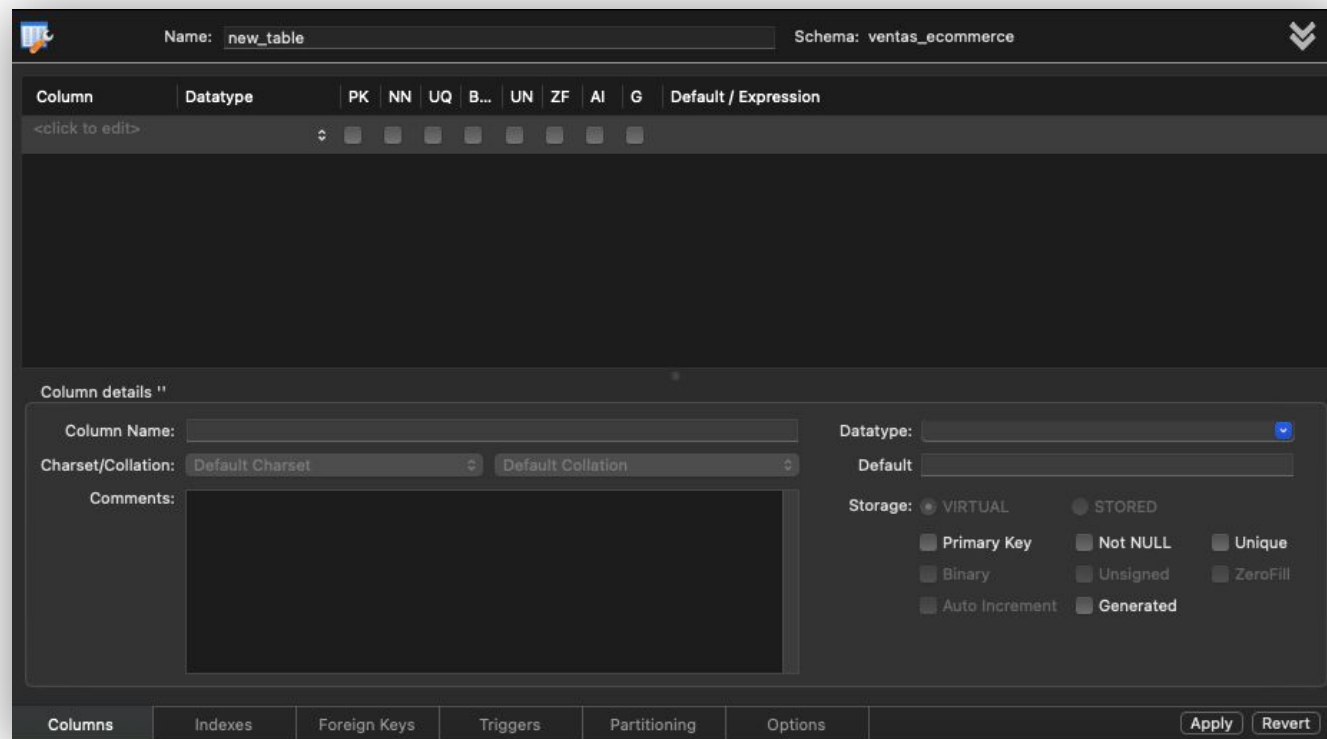 Name: new_table Schema: ventas_ecommerce
Column Datatype PK NN UQ B... UN ZF AI G Default / Expression
<click to edit>
Column details ''
Column Name: Datatype:
Charset/Collation: Default Charset Default Collation Default
Comments: Storage: VIRTUAL STORED
Primary Key Not NULL Unique
Binary Unsigned ZeroFill
Auto Increment Generated
Columns Indexes Foreign Keys Triggers Partitioning Options Apply Revert